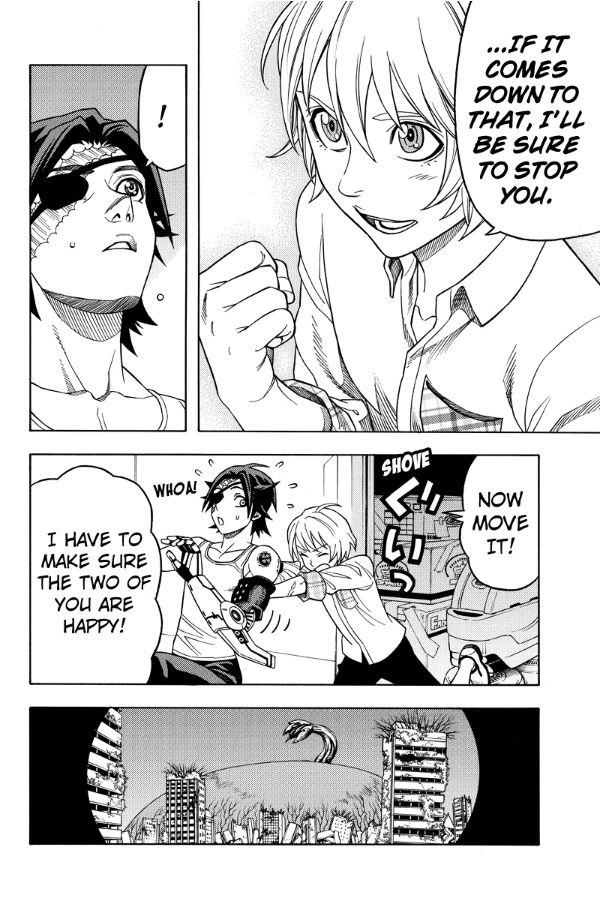 ...IF IT
COMES
DOWN TO
THAT, I'LL
BE SURE
TO STOP
YOU.
!
NOW
MOVE
IT!
SHOVE
ぐいっ
WHOA!
I HAVE TO
MAKE SURE
THE TWO OF
YOU ARE
HAPPY!